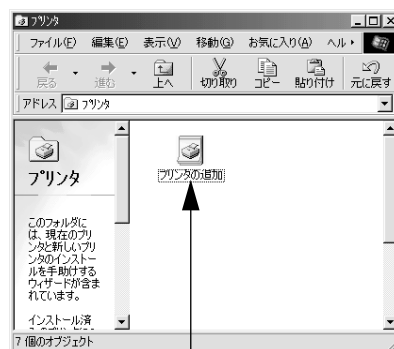 プリンタ
ファイル(F) 編集(E) 表示(V) 移動(G) お気に入り(A) ヘル
戻る 進む 上へ 切り取り コピー 貼り付け 元に戻す
アドレス プリンタ
プリンタ
プリンタの追加
このフォルダに
は、現在のプリ
ンタと新しいプリ
ンタのインストー
ルを手助けする
ウィザードが含ま
れています。
インストール済
7 個のオブジェクト